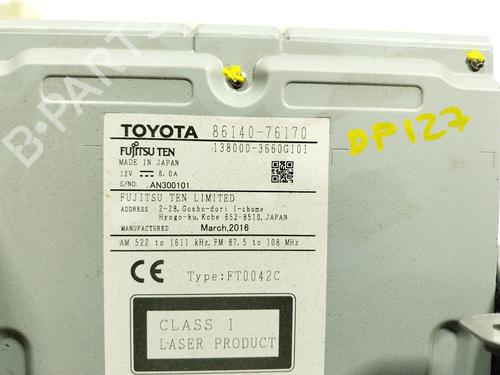 TOYOTA 86140-76170
FUJITSU TEN 138000-3660G101
MADE IN JAPAN
12V 6.0A
S/NO. AN300101
FUJITSU TEN LIMITED
ADDRESS 2-28, Gosho-dori 1-chome
Hyogo-ku, Kobe 652-8510, JAPAN
MANUFACTURED March,2016
AM 522 to 1611 kHz, FM 87.5 to 108 MHz
CE Type:FT0042C
CLASS 1
LASER PRODUCT
DP127
B-PARTS